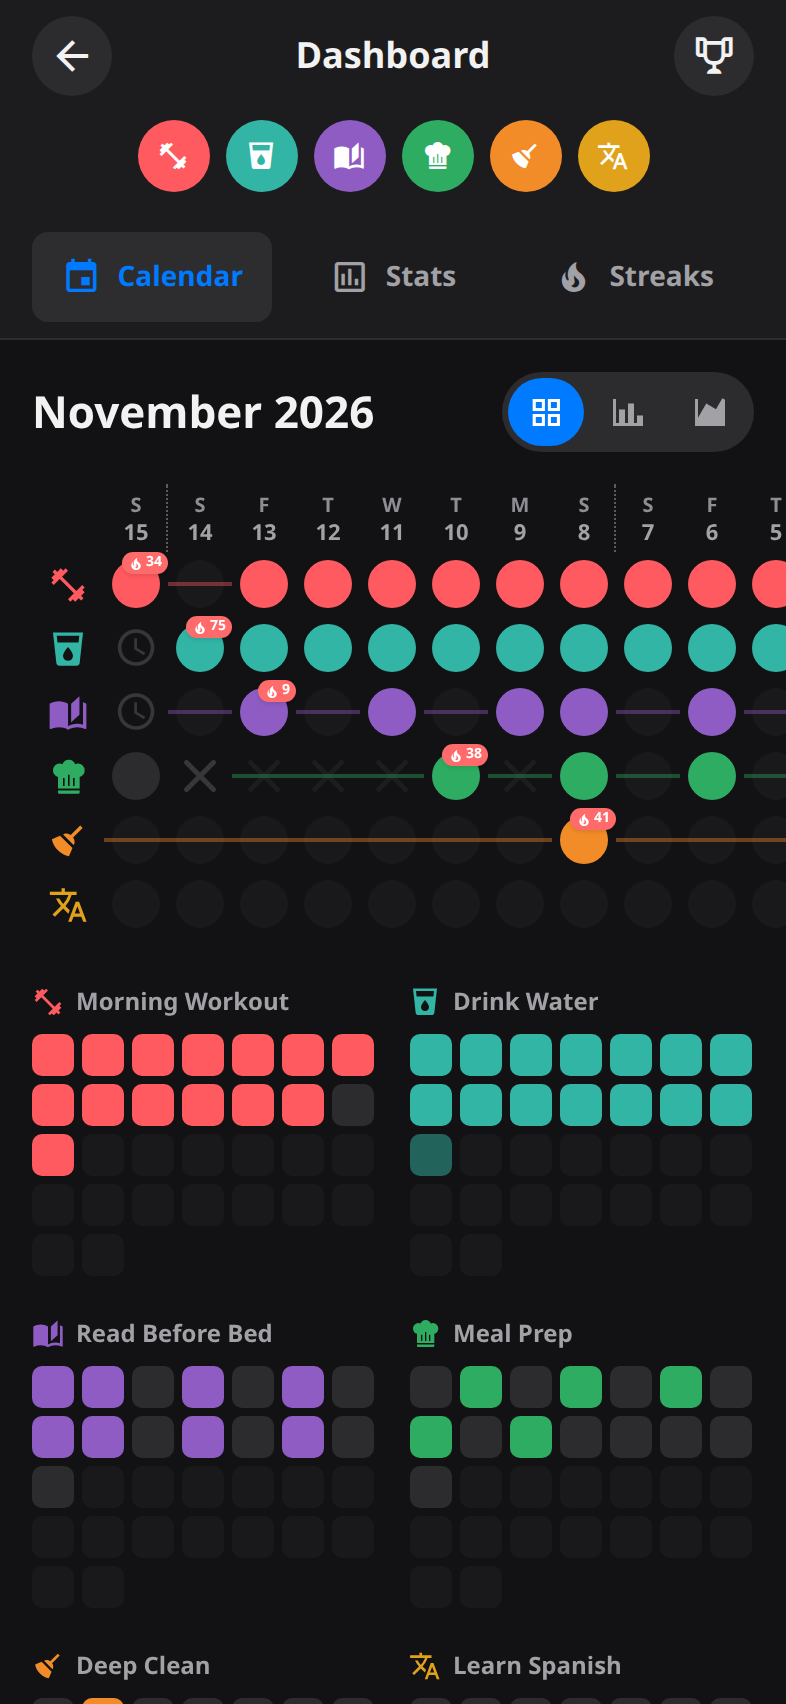 Dashboard
Calendar Stats Streaks
November 2026
S S F T W T M S S F T
15 14 13 12 11 10 9 8 7 6 5
34
75
9
38
41
Morning Workout Drink Water
Read Before Bed Meal Prep
Deep Clean Learn Spanish